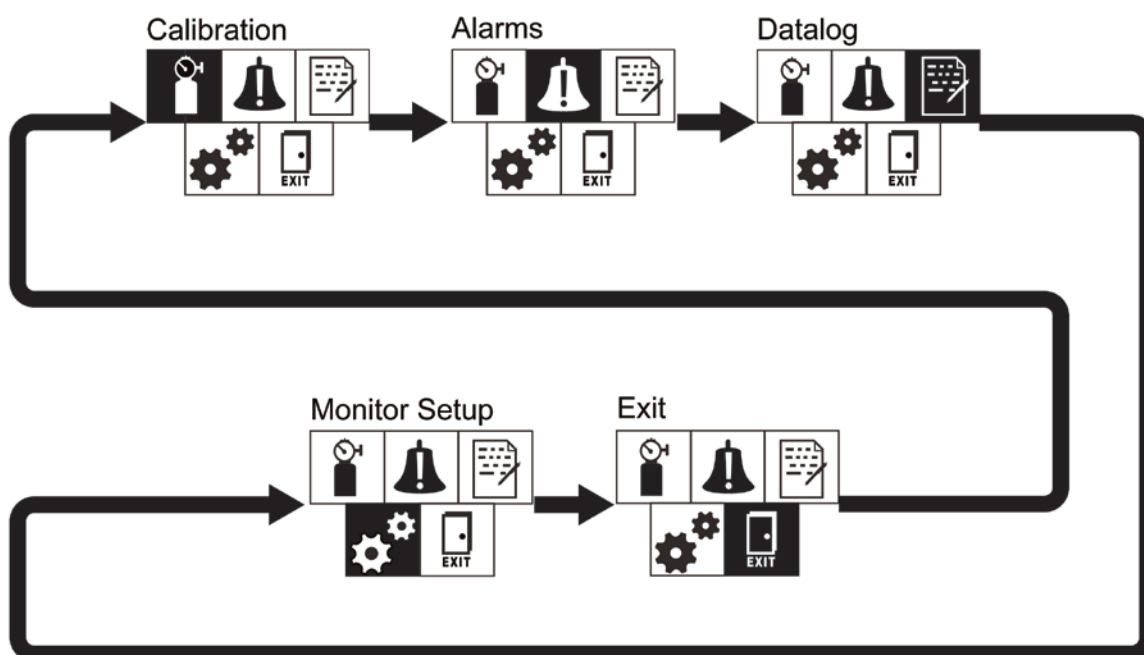 Calibration
Alarms
Datalog
EXIT
EXIT
EXIT
Monitor Setup
Exit
EXIT
EXIT